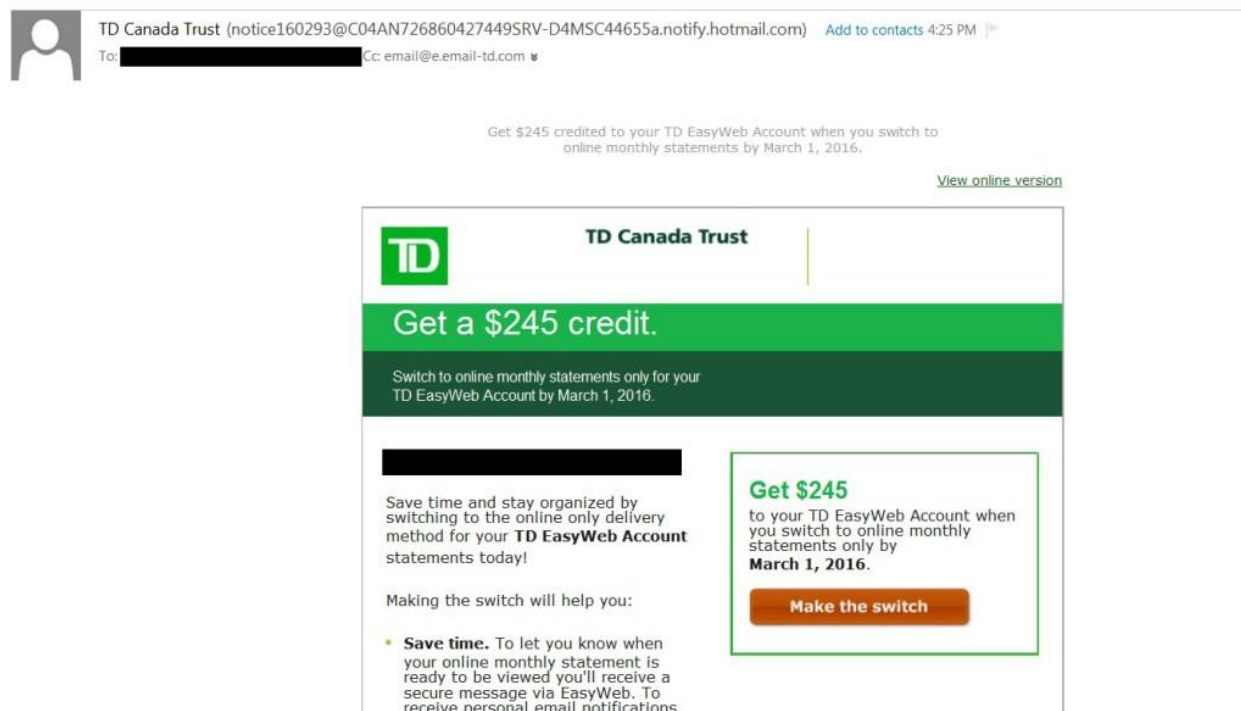 TD Canada Trust (notice160293@C04AN726860427449SRV-D4MSC44655a.notify.hotmail.com) Add to contacts 4:25 PM
To: Cc: email@e.email-td.com
Get $245 credited to your TD EasyWeb Account when you switch to
online monthly statements by March 1, 2016.
View online version
TD
TD Canada Trust
Get a $245 credit.
Switch to online monthly statements only for your
TD EasyWeb Account by March 1, 2016.
Save time and stay organized by
switching to the online only delivery
method for your TD EasyWeb Account
statements today!
Making the switch will help you:
Save time. To let you know when
your online monthly statement is
ready to be viewed you'll receive a
secure message via EasyWeb. To
receive personal email notifications
Get $245
to your TD EasyWeb Account when
you switch to online monthly
statements only by
March 1, 2016.
Make the switch